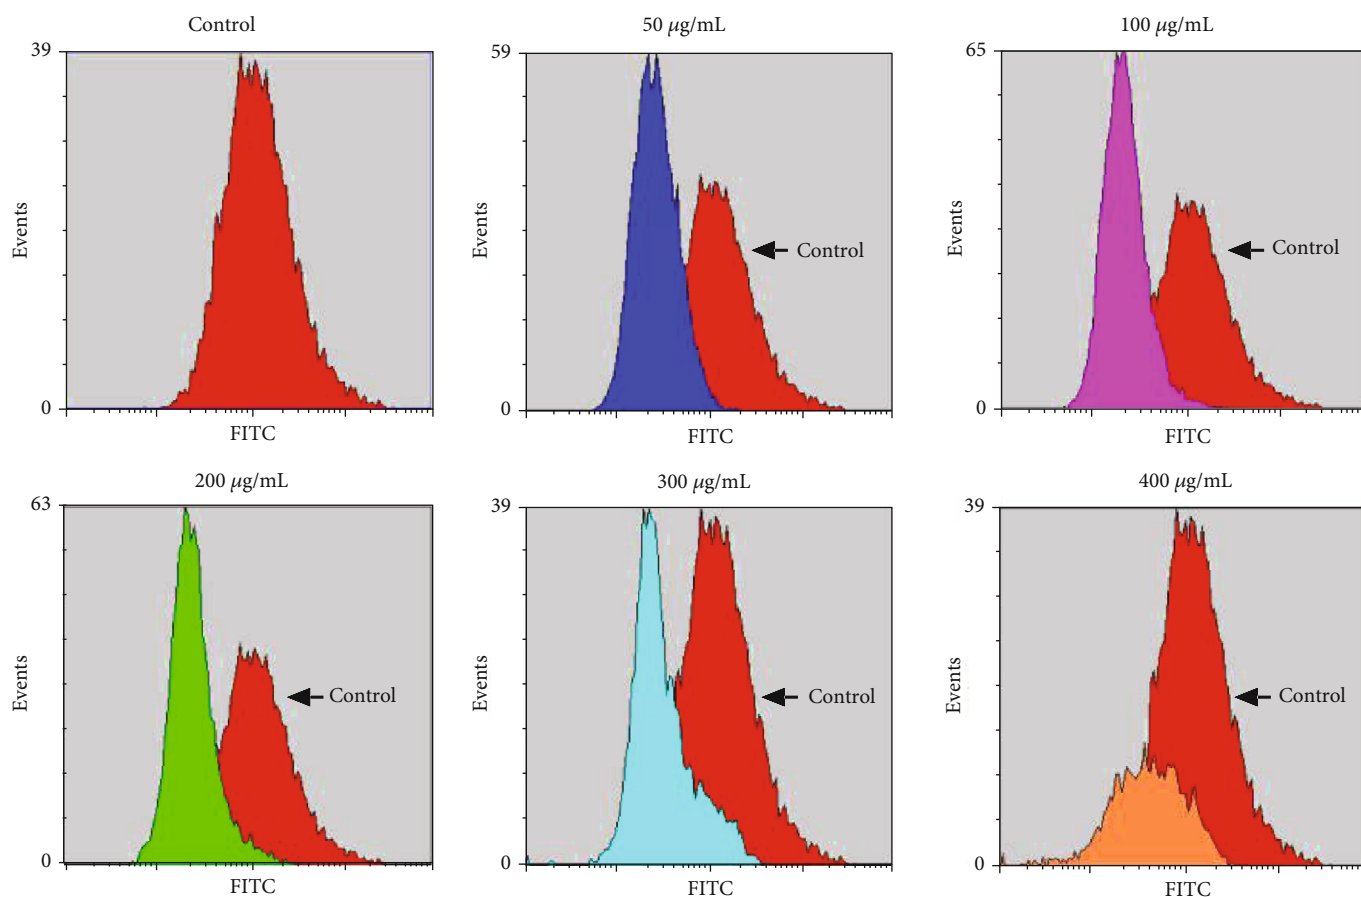 Control
39
Events
0
FITC
50 μg/mL
59
Events
Control
0
FITC
100 μg/mL
65
Events
Control
0
FITC
200 μg/mL
63
Events
Control
0
FITC
300 μg/mL
39
Events
Control
0
FITC
400 μg/mL
39
Events
Control
0
FITC